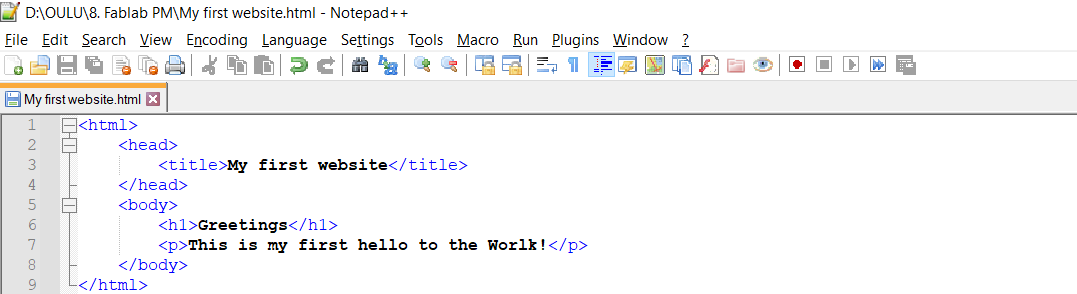 D:\OULU\8. Fablab PM\My first website.html - Notepad++
File Edit Search View Encoding Language Settings Tools Macro Run Plugins Window ?
My first website.html
1 <html>
2 <head>
3 <title>My first website</title>
4 </head>
5 <body>
6 <h1>Greetings</h1>
7 <p>This is my first hello to the Worlk!</p>
8 </body>
9 </html>